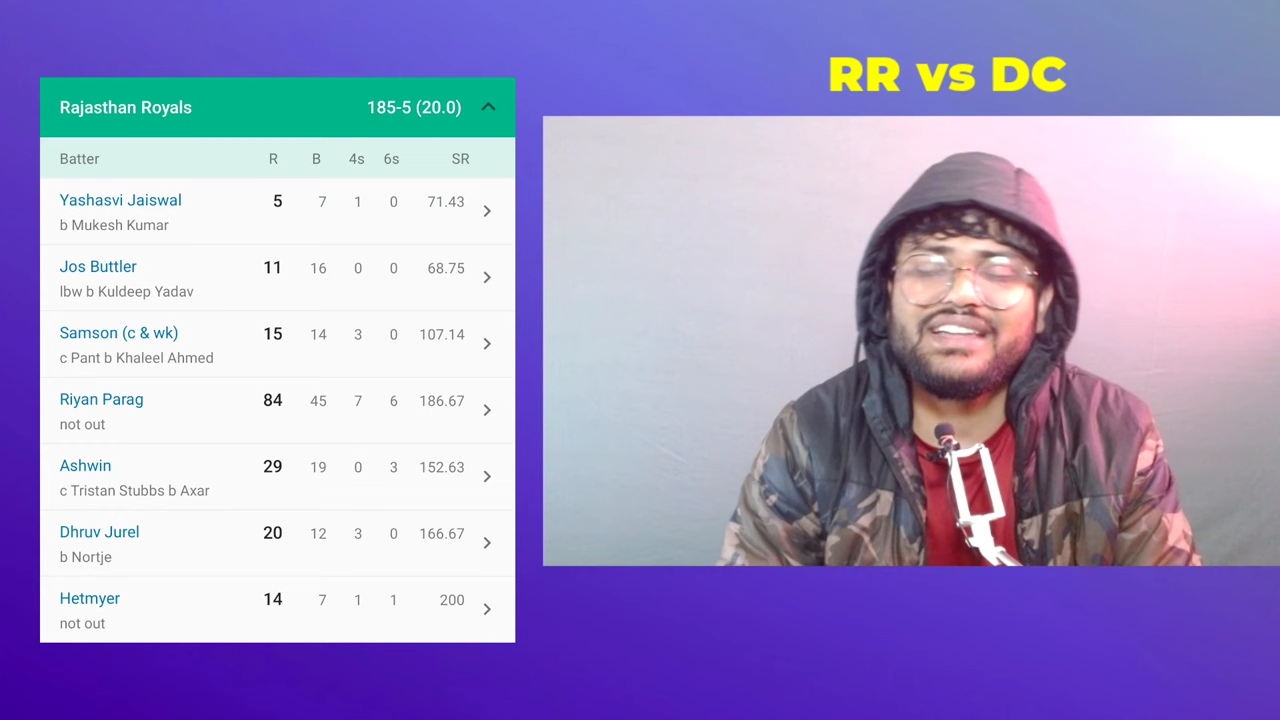 RR vs DC
Rajasthan Royals 185-5 (20.0)
Batter R B 4s 6s SR
Yashasvi Jaiswal 5 7 1 0 71.43
b Mukesh Kumar
Jos Buttler 11 16 0 0 68.75
lbw b Kuldeep Yadav
Samson (c & wk) 15 14 3 0 107.14
c Pant b Khaleel Ahmed
Riyan Parag 84 45 7 6 186.67
not out
Ashwin 29 19 0 3 152.63
c Tristan Stubbs b Axar
Dhruv Jurel 20 12 3 0 166.67
b Nortje
Hetmyer 14 7 1 1 200
not out